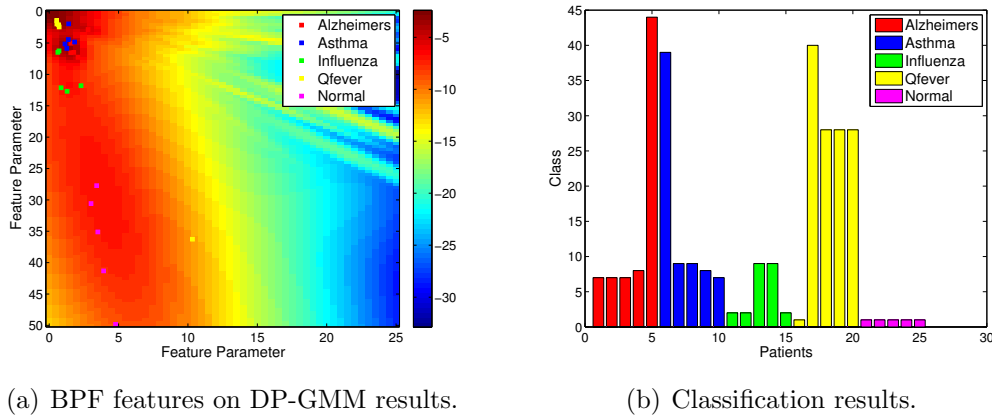 0
5
10
15
20
25
30
35
40
45
50
Feature Parameter
0 5 10 15 20 25
Feature Parameter
Alzheimers
Asthma
Influenza
Qfever
Normal
−5
−10
−15
−20
−25
−30
(a) BPF features on DP-GMM results.
45
40
35
30
25
20
15
10
5
0
Class
0 5 10 15 20 25 30
Patients
Alzheimers
Asthma
Influenza
Qfever
Normal
(b) Classification results.